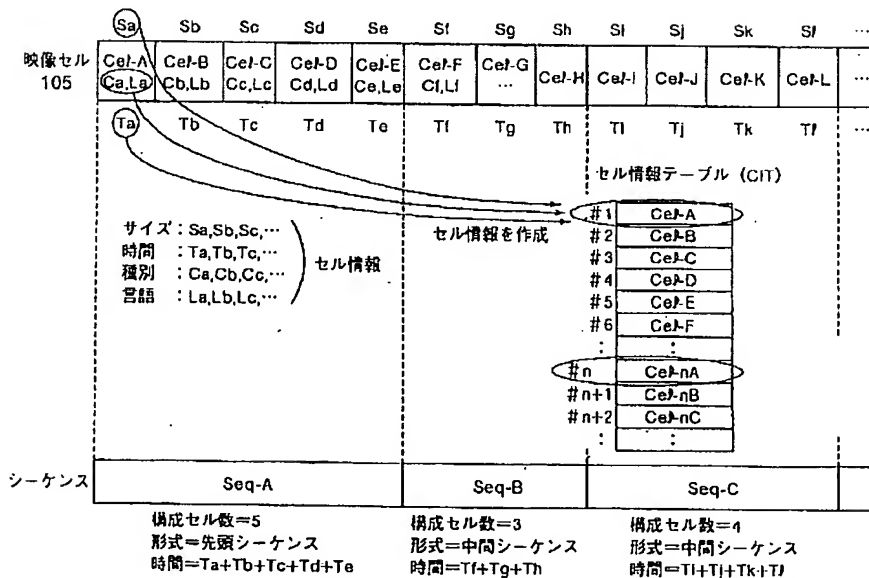 Sa Sb Sc Sd Se Sf Sg Sh Si Sj Sk Sl …
映像セル 105
Cel-A Cel-B Cel-C Cel-D Cel-E Cel-F Cel-G Cel-H Cel-I Cel-J Cel-K Cel-L …
Ca,La Cb,Lb Cc,Lc Cd,Ld Ce,Le Cf,Lf …
Ta Tb Tc Td Te Tf Tg Th Ti Tj Tk Tl …
セル情報テーブル (CIT)
サイズ:Sa,Sb,Sc,…
時間 :Ta,Tb,Tc,…
種別 :Ca,Cb,Cc,…
言語 :La,Lb,Lc,…
セル情報
セル情報を作成
#1 Cel-A
#2 Cel-B
#3 Cel-C
#4 Cel-D
#5 Cel-E
#6 Cel-F
: :
#n Cel-nA
#n+1 Cel-nB
#n+2 Cel-nC
: :
シーケンス Seq-A Seq-B Seq-C
構成セル数=5
形式=先頭シーケンス
時間=Ta+Tb+Tc+Td+Te
構成セル数=3
形式=中間シーケンス
時間=Tf+Tg+Th
構成セル数=4
形式=中間シーケンス
時間=Ti+Tj+Tk+Tl